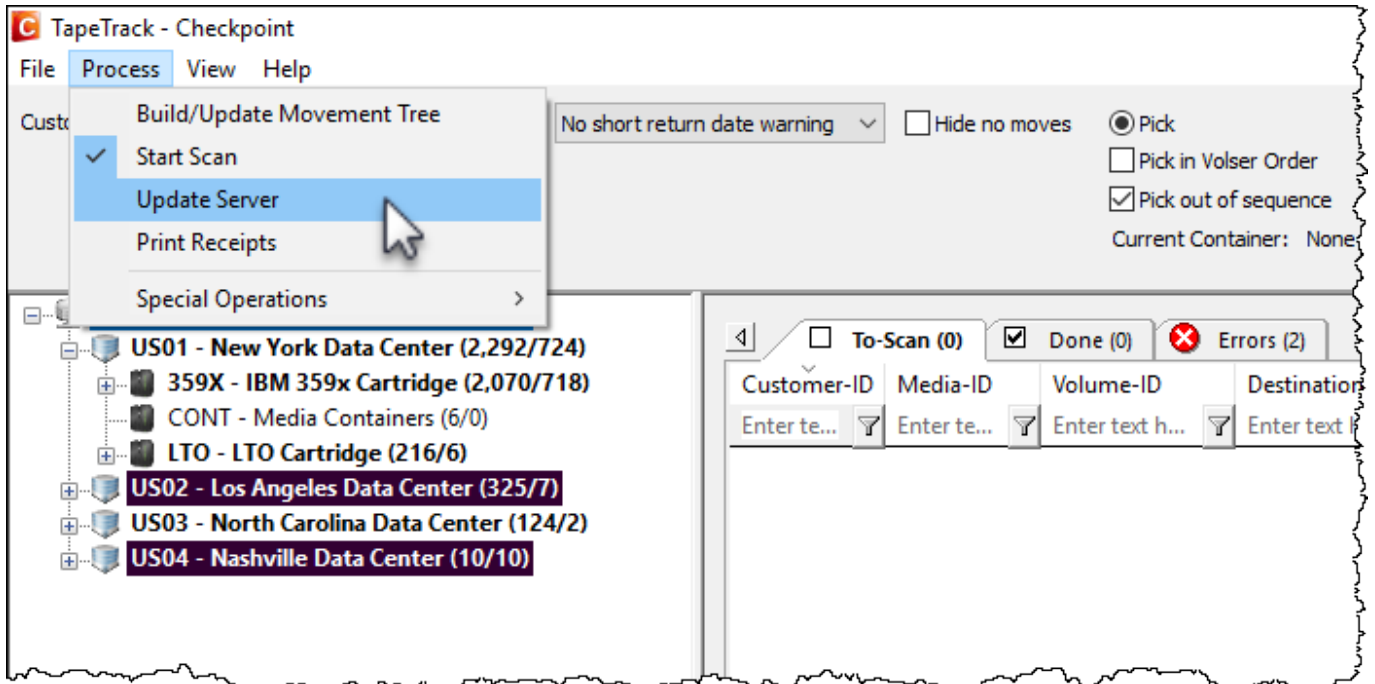 TapeTrack - Checkpoint
File Process View Help
Build/Update Movement Tree
Start Scan
Update Server
Print Receipts
Special Operations
No short return date warning
Hide no moves
Pick
Pick in Volser Order
Pick out of sequence
Current Container: None
US01 - New York Data Center (2,292/724)
359X - IBM 359x Cartridge (2,070/718)
CONT - Media Containers (6/0)
LTO - LTO Cartridge (216/6)
US02 - Los Angeles Data Center (325/7)
US03 - North Carolina Data Center (124/2)
US04 - Nashville Data Center (10/10)
To-Scan (0) Done (0) Errors (2)
Customer-ID Media-ID Volume-ID Destination
Enter te... Enter te... Enter text h... Enter text